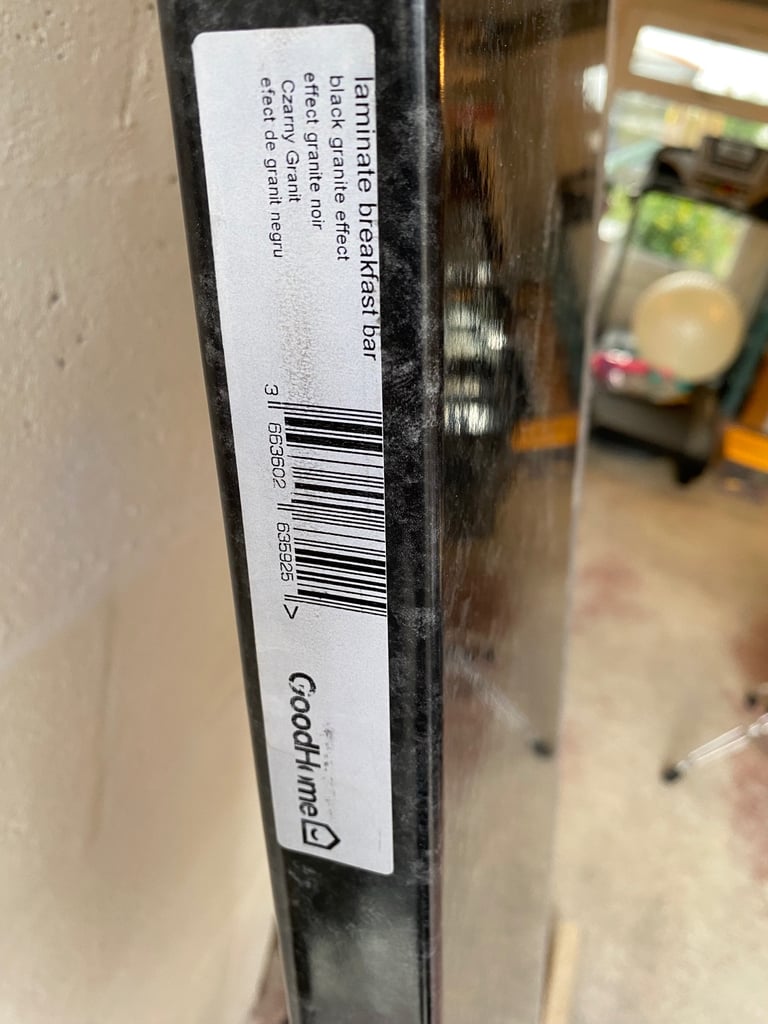 laminate breakfast bar
black granite effect
effect granite noir
Czarny Granit
efect de granit negru
3 663602 635925 >
GoodHome